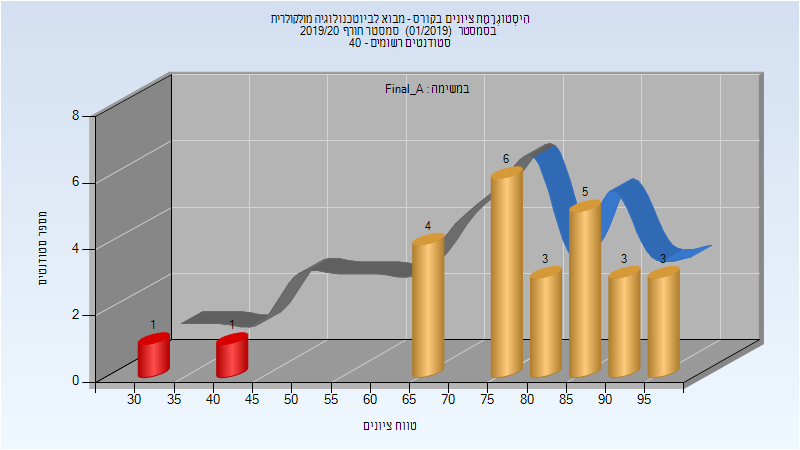 היסטוגרמת ציונים בקורס - מבוא לביוטכנולוגיה מולקולרית
בסמסטר (01/2019) סמסטר חורף 2019/20
סטודנטים רשומים - 40
במשימה : Final_A
מספר סטודנטים
8
6
4
2
0
1
1
4
6
3
5
3
3
30 35 40 45 50 55 60 65 70 75 80 85 90 95
טווח ציונים